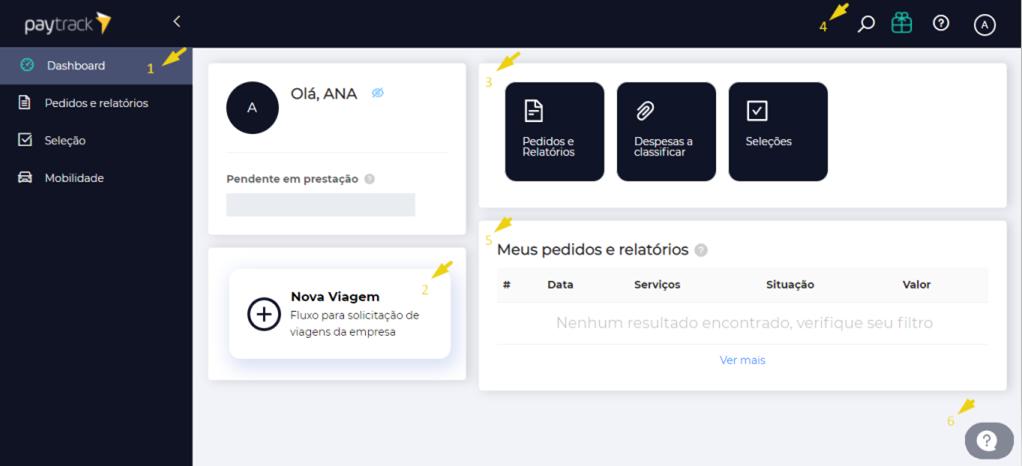 paytrack
4
A
Dashboard
1
Pedidos e relatórios
Seleção
Mobilidade
A
Olá, ANA
Pendente em prestação ?
2
Nova Viagem
Fluxo para solicitação de
viagens da empresa
3
Pedidos e
Relatórios
Despesas a
classificar
Seleções
5
Meus pedidos e relatórios ?
# Data Serviços Situação Valor
Nenhum resultado encontrado, verifique seu filtro
Ver mais
6
?